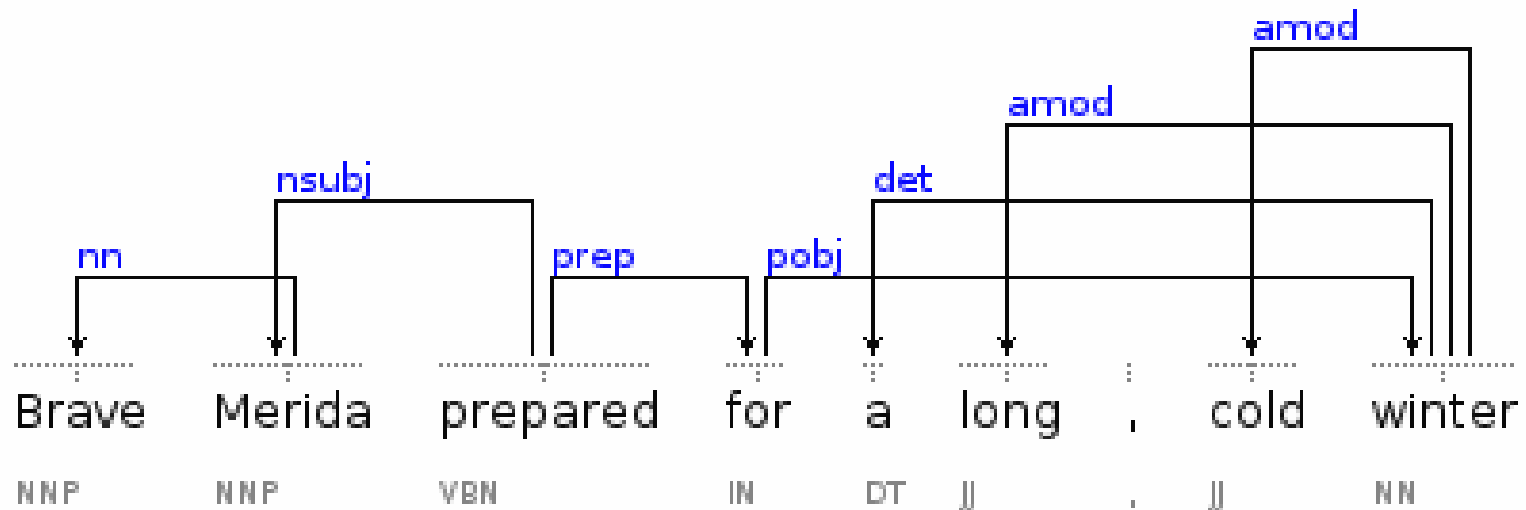 amod
amod
nsubj det
nn prep pobj
Brave Merida prepared for a long , cold winter
NNP NNP VBN IN DT JJ , JJ NN